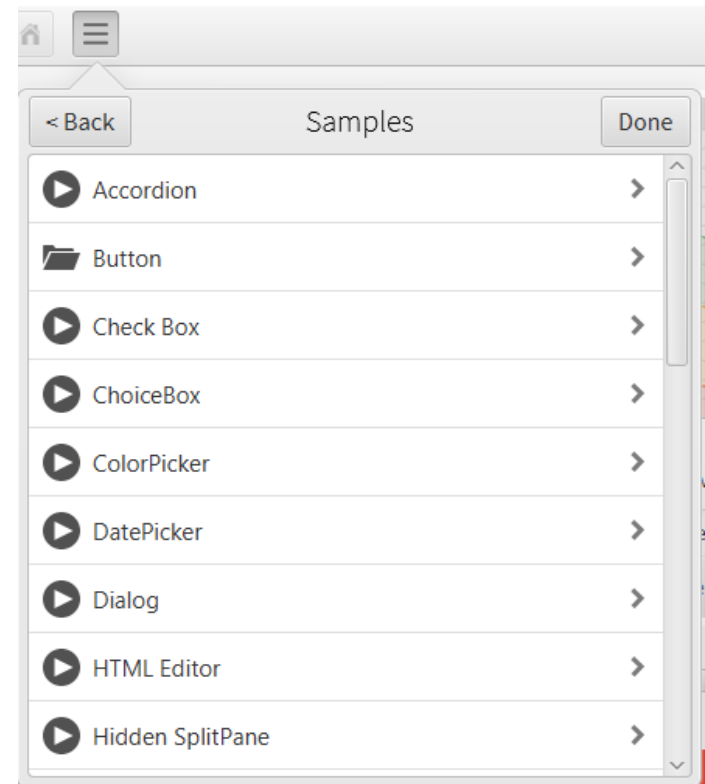 < Back
Samples
Done
Accordion
Button
Check Box
ChoiceBox
ColorPicker
DatePicker
Dialog
HTML Editor
Hidden SplitPane